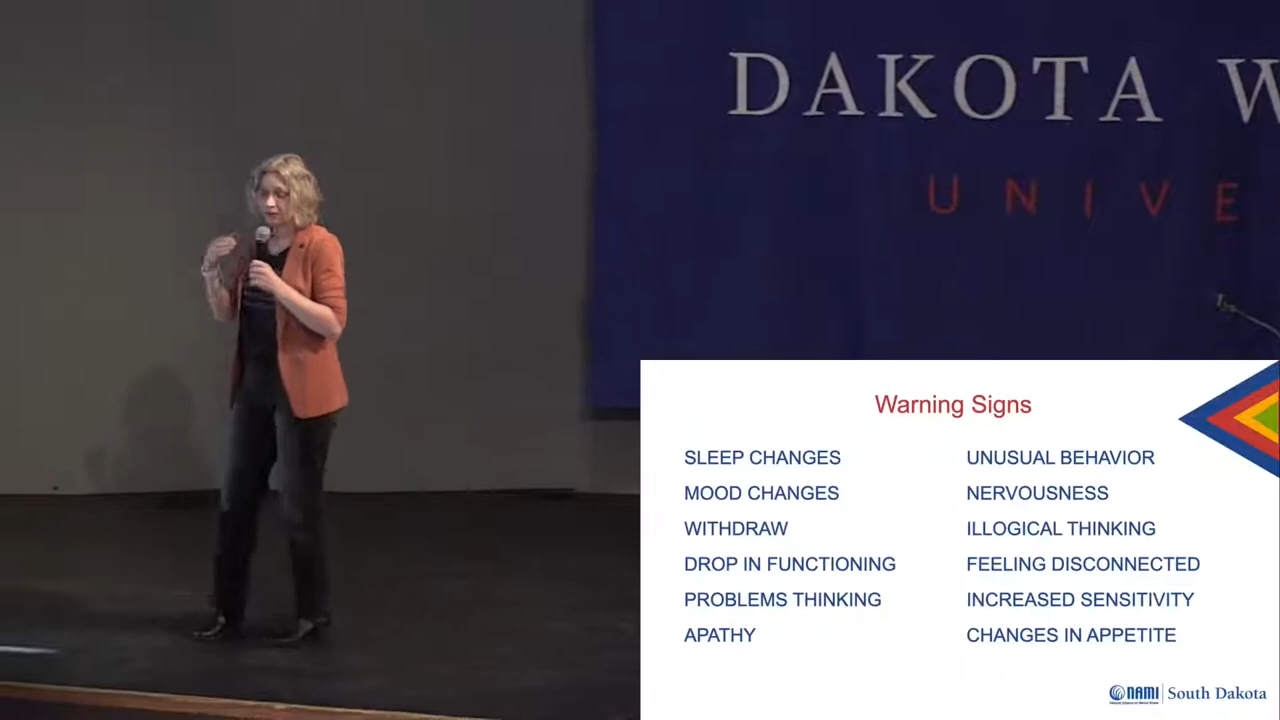 DAKOTA W
UNIVE
Warning Signs
SLEEP CHANGES
MOOD CHANGES
WITHDRAW
DROP IN FUNCTIONING
PROBLEMS THINKING
APATHY
UNUSUAL BEHAVIOR
NERVOUSNESS
ILLOGICAL THINKING
FEELING DISCONNECTED
INCREASED SENSITIVITY
CHANGES IN APPETITE
NAMI South Dakota